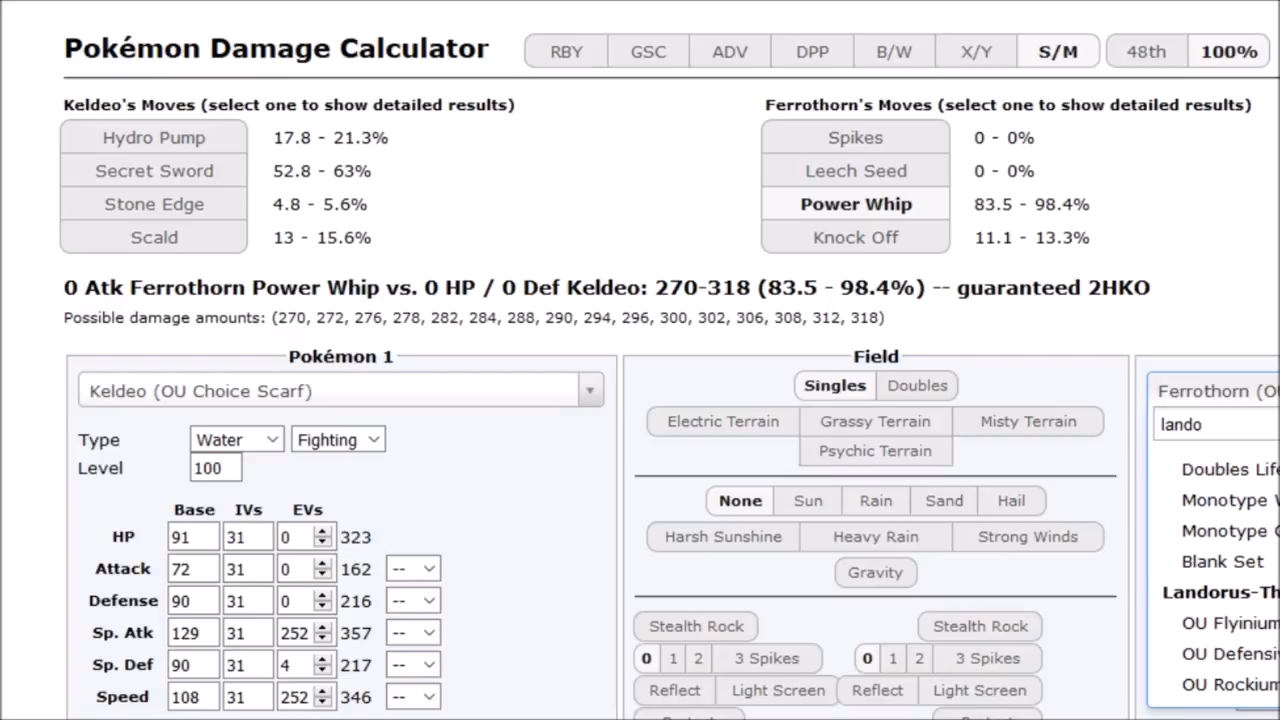 Pokémon Damage Calculator
RBY GSC ADV DPP B/W X/Y S/M 48th 100%
Keldeo's Moves (select one to show detailed results)
Ferrothorn's Moves (select one to show detailed results)
Hydro Pump 17.8 - 21.3%
Spikes 0 - 0%
Secret Sword 52.8 - 63%
Leech Seed 0 - 0%
Stone Edge 4.8 - 5.6%
Power Whip 83.5 - 98.4%
Scald 13 - 15.6%
Knock Off 11.1 - 13.3%
0 Atk Ferrothorn Power Whip vs. 0 HP / 0 Def Keldeo: 270-318 (83.5 - 98.4%) -- guaranteed 2HKO
Possible damage amounts: (270, 272, 276, 278, 282, 284, 288, 290, 294, 296, 300, 302, 306, 308, 312, 318)
Pokémon 1
Keldeo (OU Choice Scarf)
Type Water Fighting
Level 100
Base IVs EVs
HP 91 31 0 323
Attack 72 31 0 162 --
Defense 90 31 0 216 --
Sp. Atk 129 31 252 357 --
Sp. Def 90 31 4 217 --
Speed 108 31 252 346 --
Field
Singles Doubles
Electric Terrain Grassy Terrain Misty Terrain
Psychic Terrain
None Sun Rain Sand Hail
Harsh Sunshine Heavy Rain Strong Winds
Gravity
Stealth Rock Stealth Rock
0 1 2 3 Spikes 0 1 2 3 Spikes
Reflect Light Screen Reflect Light Screen
Ferrothorn (OU
lando
Doubles Life
Monotype
Monotype
Blank Set
Landorus-Th
OU Flyinium
OU Defensiv
OU Rockium